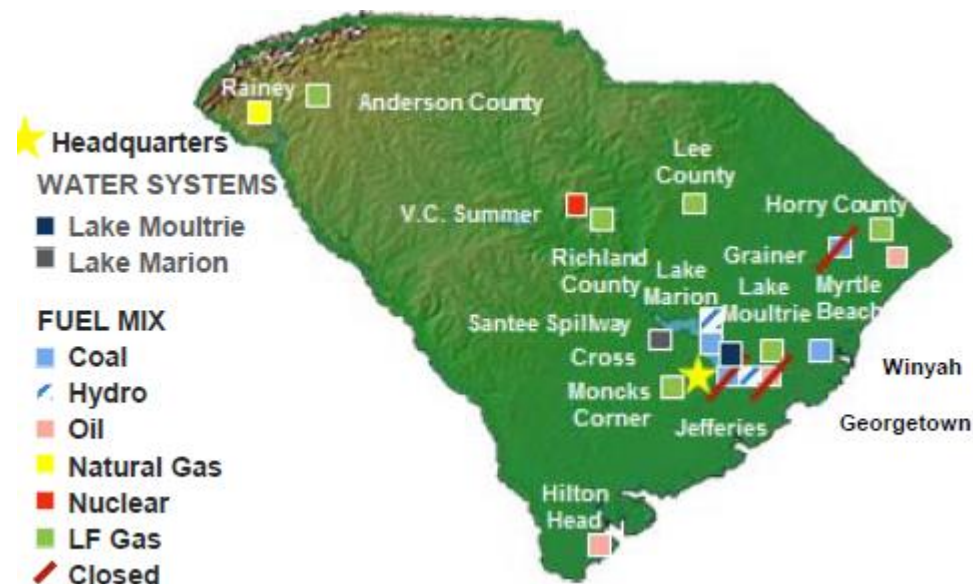 Rainey
Anderson County
Headquarters
WATER SYSTEMS
Lake Moultrie
Lake Marion
FUEL MIX
Coal
Hydro
Oil
Natural Gas
Nuclear
LF Gas
Closed
Lee
County
V.C. Summer
Horry County
Richland
County
Grainer
Lake
Marion
Lake
Moultrie
Myrtle
Beach
Santee Spillway
Cross
Winyah
Moncks
Corner
Jefferies
Georgetown
Hilton
Head